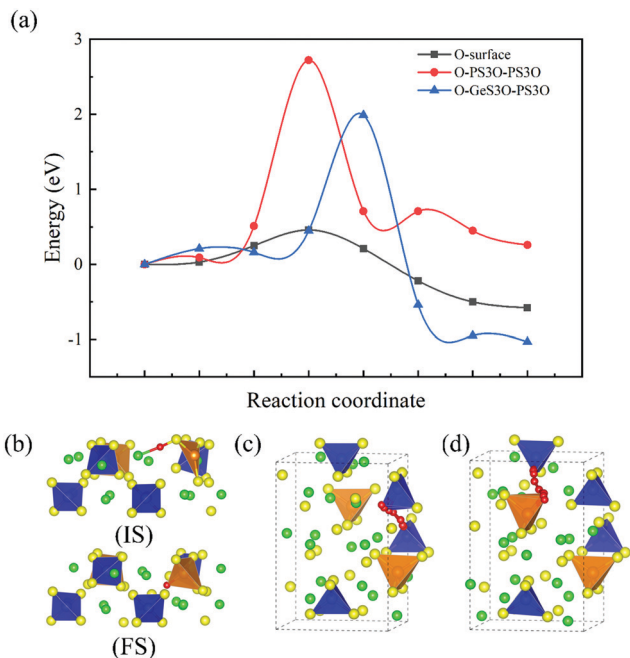 (a)
3
2
1
0
-1
Energy (eV)
Reaction coordinate
O-surface
O-PS3O-PS3O
O-GeS3O-PS3O
(b)
(IS)
(FS)
(c)
(d)